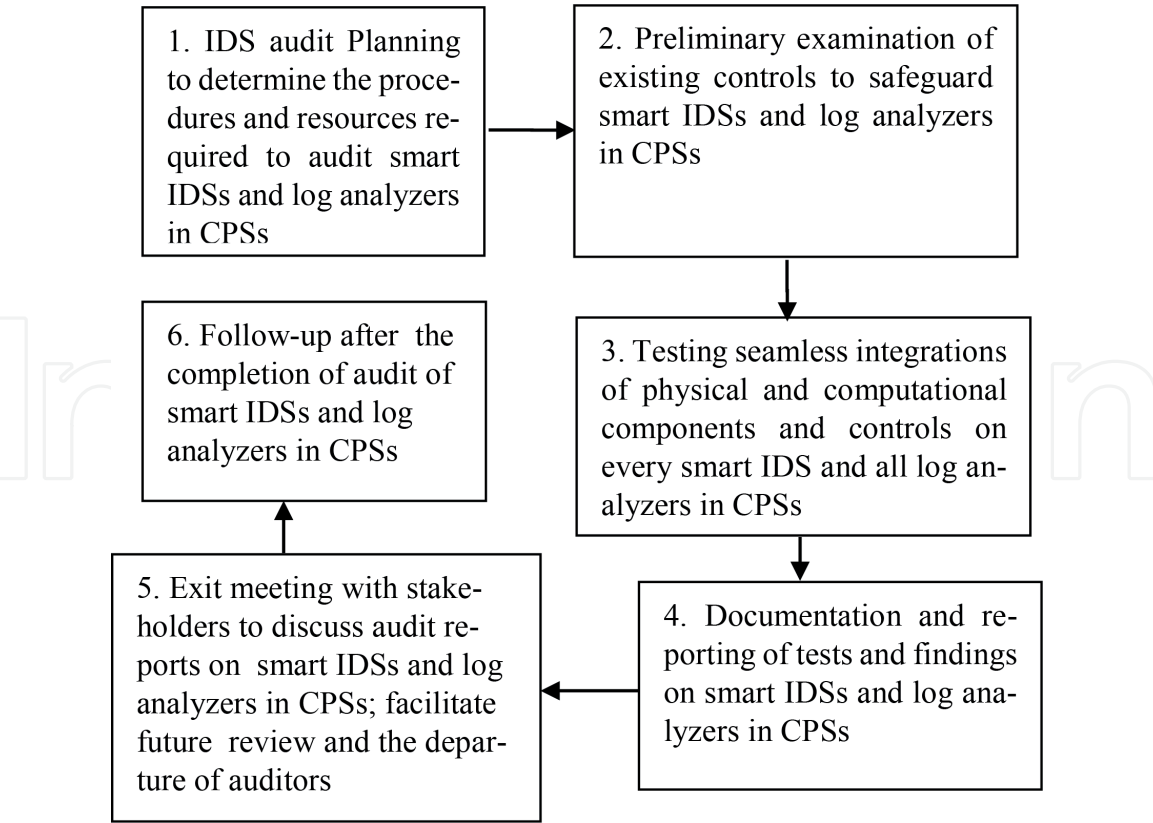 1. IDS audit Planning
to determine the proce-
dures and resources re-
quired to audit smart
IDSs and log analyzers
in CPSs
2. Preliminary examination of
existing controls to safeguard
smart IDSs and log analyzers
in CPSs
6. Follow-up after the
completion of audit of
smart IDSs and log
analyzers in CPSs
3. Testing seamless integrations
of physical and computational
components and controls on
every smart IDS and all log an-
alyzers in CPSs
5. Exit meeting with stake-
holders to discuss audit re-
ports on smart IDSs and log
analyzers in CPSs; facilitate
future review and the depar-
ture of auditors
4. Documentation and re-
porting of tests and findings
on smart IDSs and log ana-
lyzers in CPSs